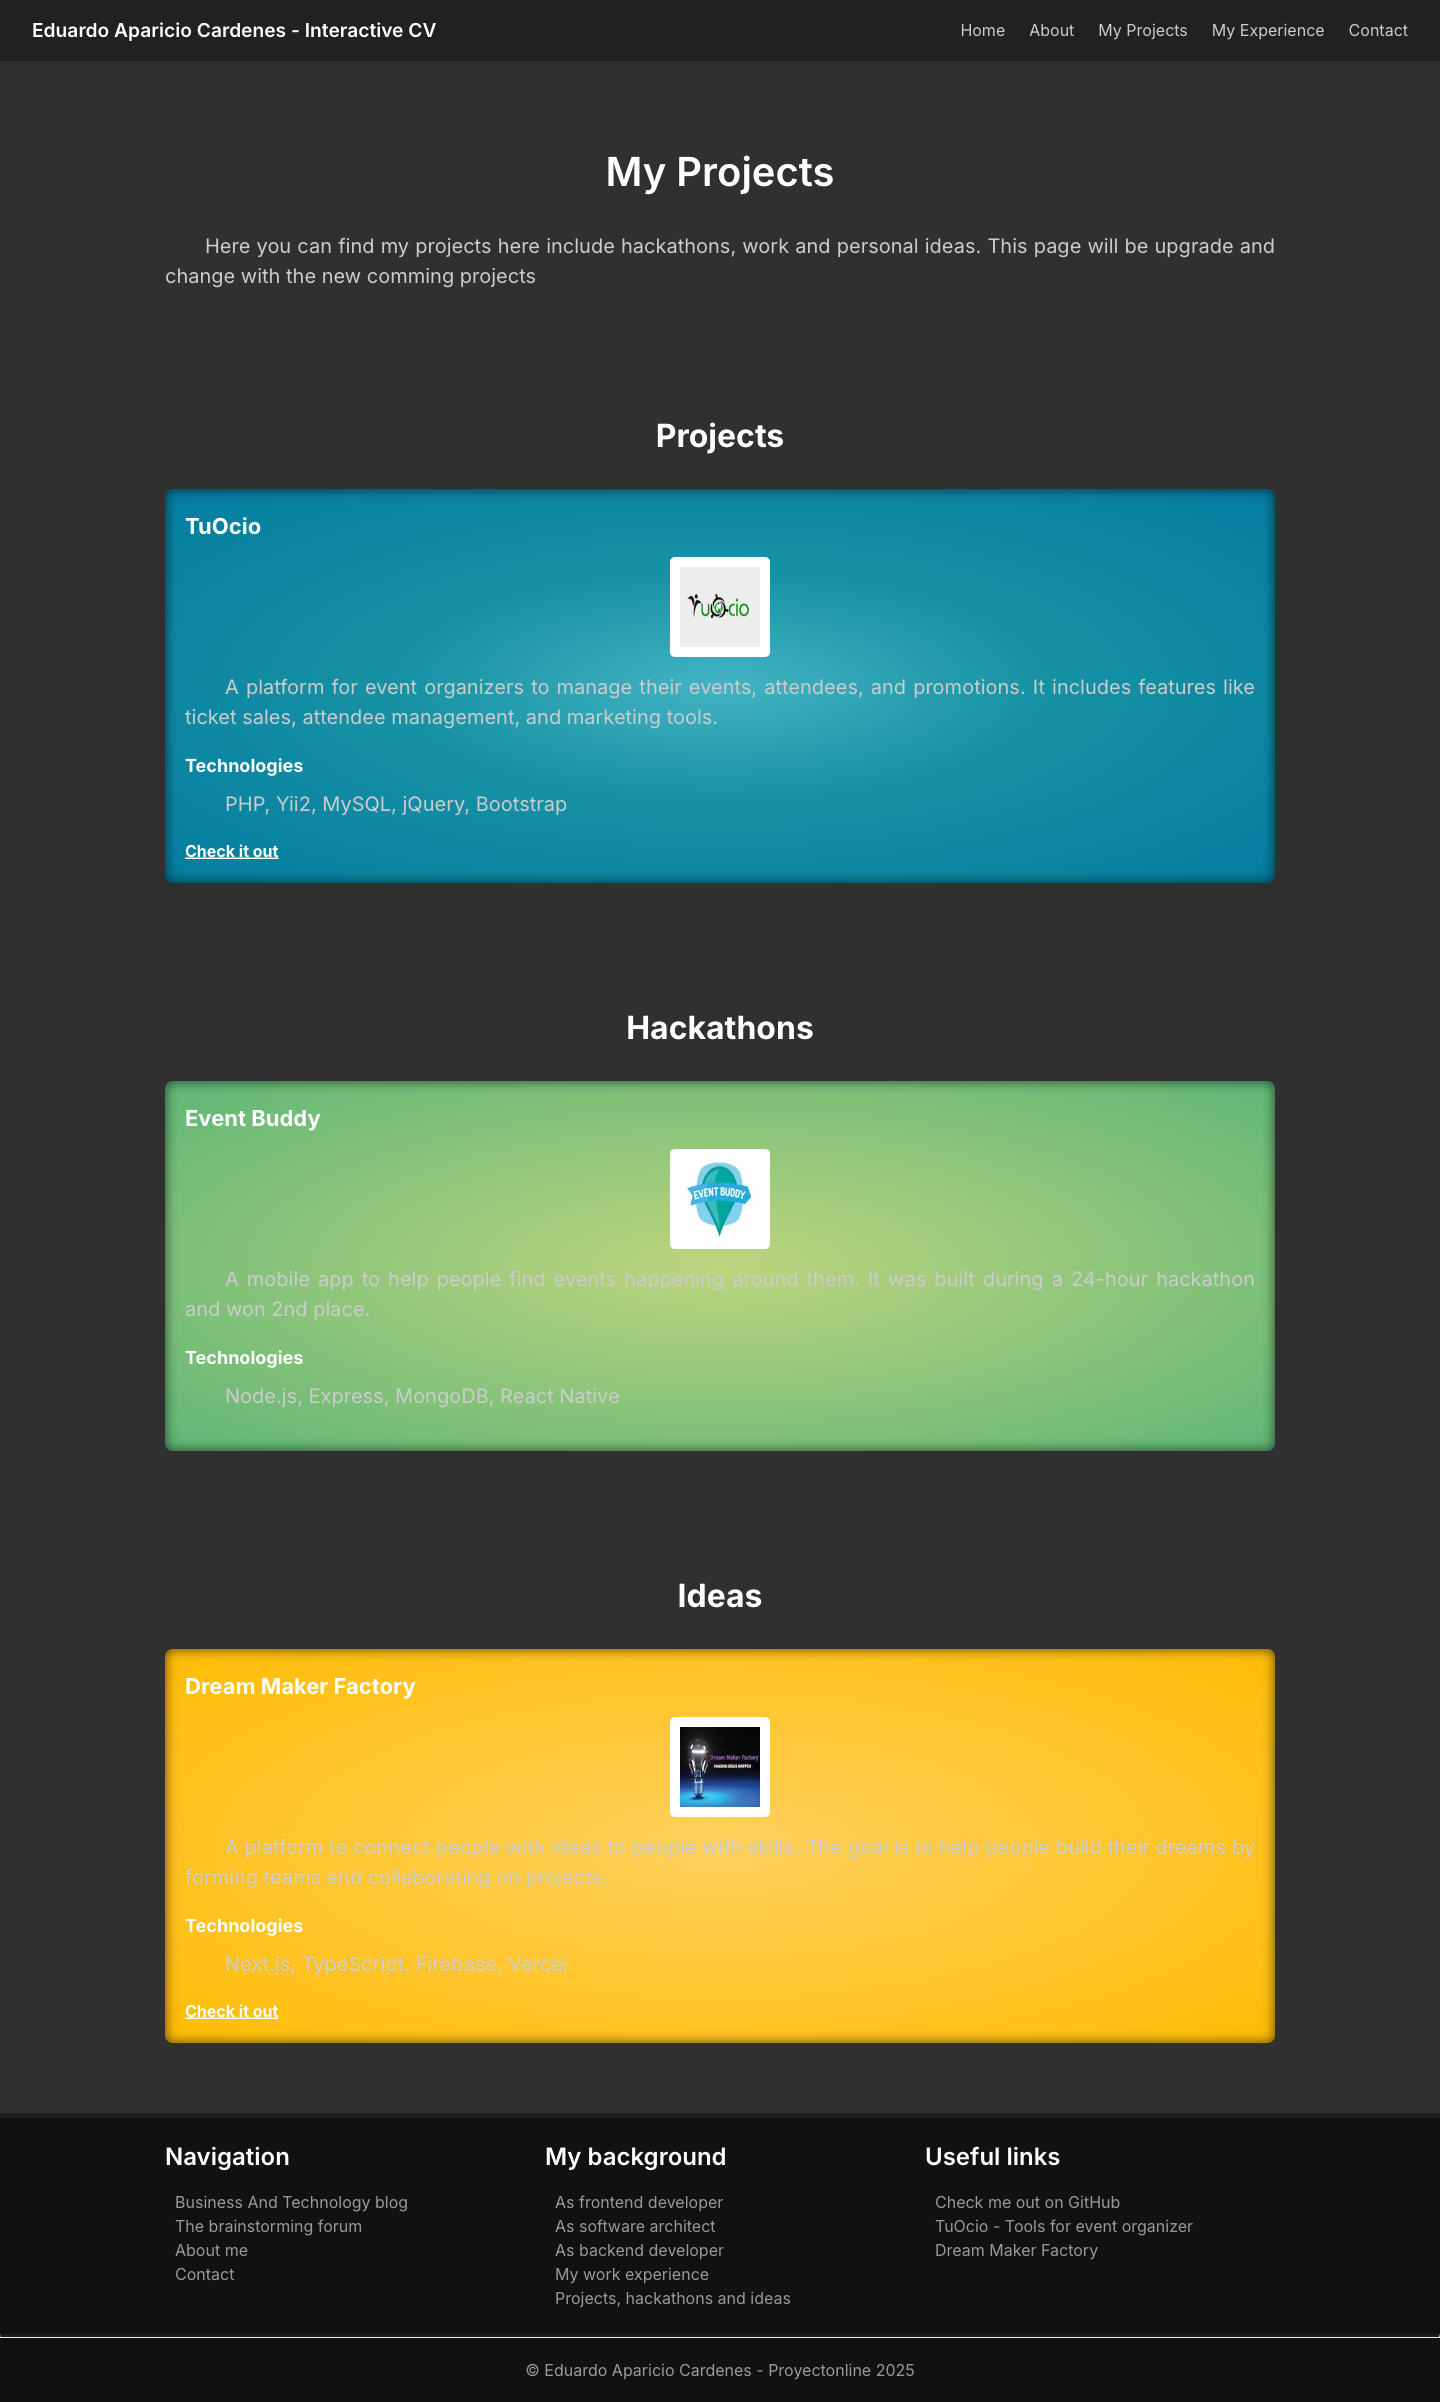 Eduardo Aparicio Cardenes - Interactive CV
Home About My Projects My Experience Contact
My Projects
Here you can find my projects here include hackathons, work and personal ideas. This page will be upgrade and
change with the new comming projects
Projects
TuOcio
TuOcio
A platform for event organizers to manage their events, attendees, and promotions. It includes features like
ticket sales, attendee management, and marketing tools.
Technologies
PHP, Yii2, MySQL, jQuery, Bootstrap
Check it out
Hackathons
Event Buddy
EVENT BUDDY
A mobile app to help people find events happening around them. It was built during a 24-hour hackathon
and won 2nd place.
Technologies
Node.js, Express, MongoDB, React Native
Ideas
Dream Maker Factory
Dream Maker Factory
MAKING IDEAS HAPPEN
A platform to connect people with ideas to people with skills. The goal is to help people build their dreams by
forming teams and collaborating on projects.
Technologies
Next.js, TypeScript, Firebase, Vercel
Check it out
Navigation
Business And Technology blog
The brainstorming forum
About me
Contact
My background
As frontend developer
As software architect
As backend developer
My work experience
Projects, hackathons and ideas
Useful links
Check me out on GitHub
TuOcio - Tools for event organizer
Dream Maker Factory
© Eduardo Aparicio Cardenes - Proyectonline 2025